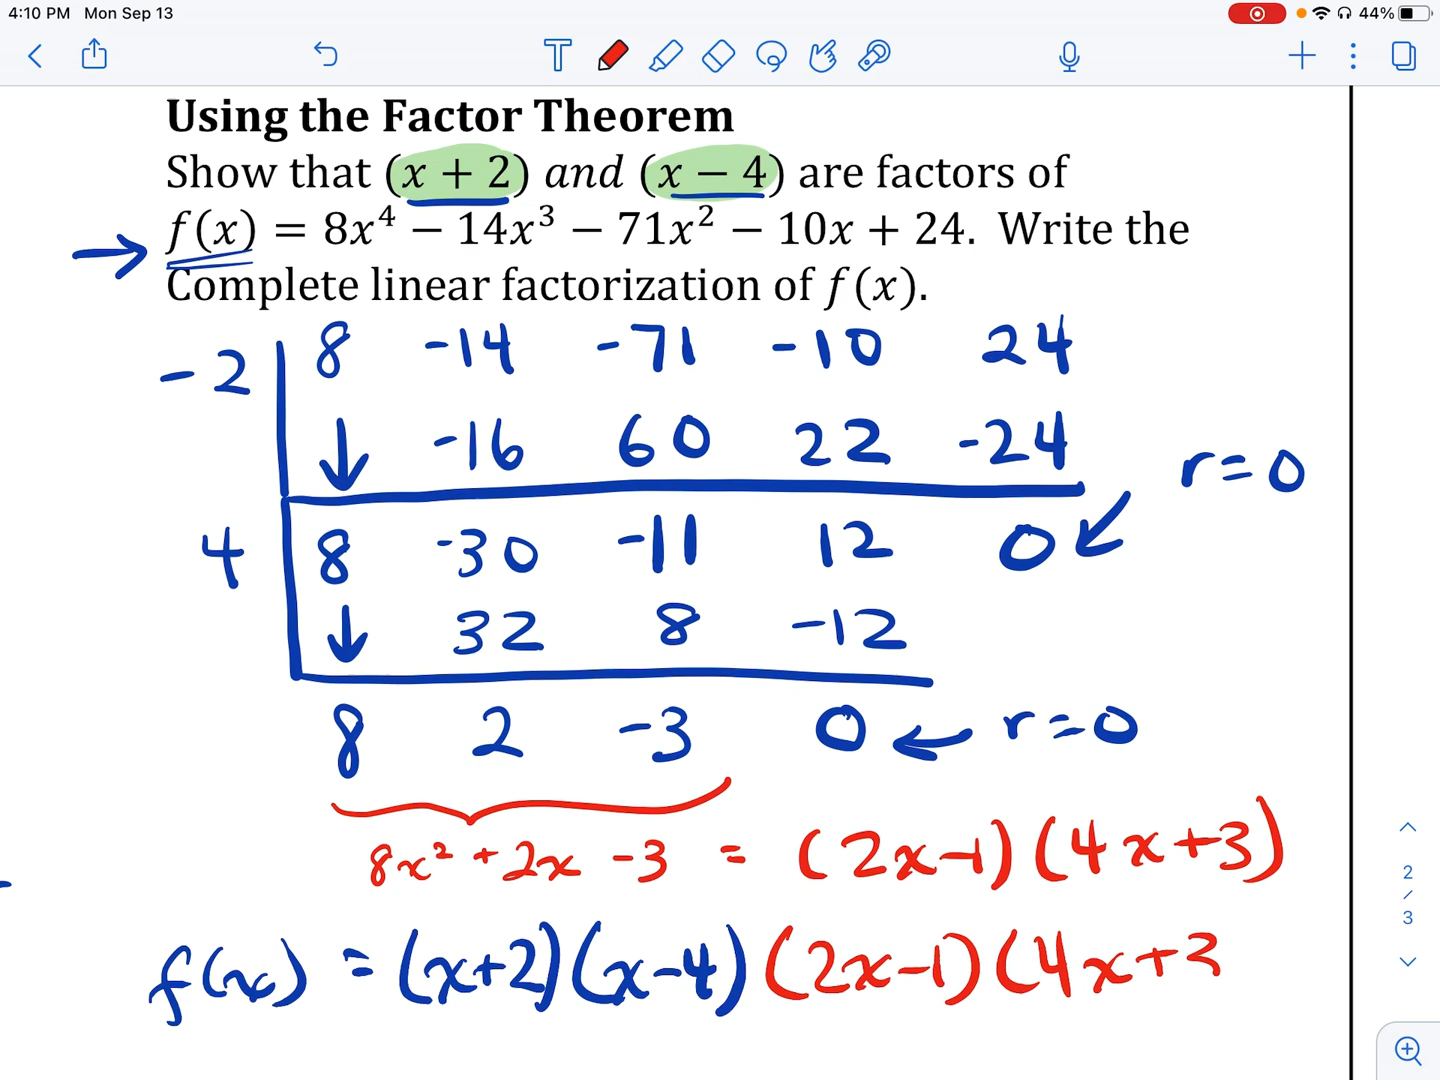 4:10 PM Mon Sep 13 44%
T
Using the Factor Theorem
Show that (x + 2) and (x − 4) are factors of
f(x) = 8x⁴ − 14x³ − 71x² − 10x + 24. Write the
Complete linear factorization of f(x).
-2 8 -14 -71 -10 24
-16 60 22 -24 r=0
4 8 -30 -11 12 0
32 8 -12
8 2 -3 0 r=0
8x² + 2x - 3 = (2x-1)(4x+3)
f(x) = (x+2)(x-4)(2x-1)(4x+3
2 / 3